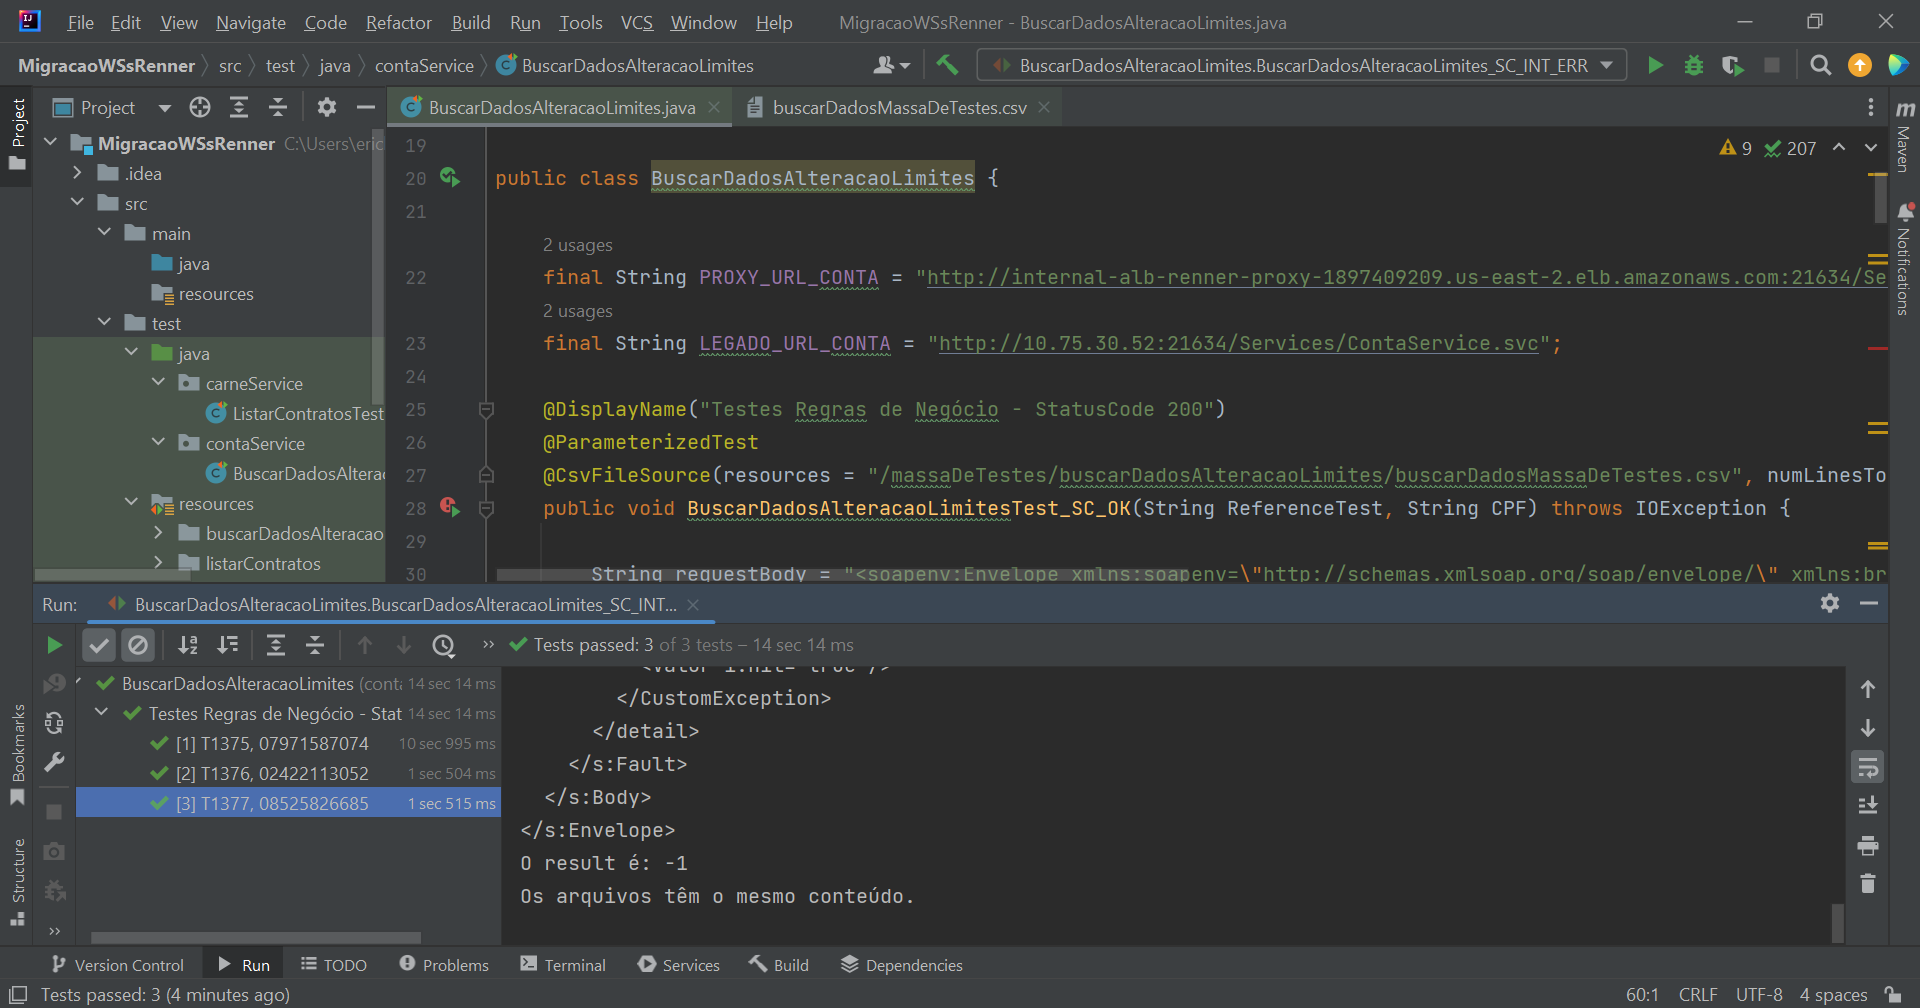 File Edit View Navigate Code Refactor Build Run Tools VCS Window Help MigracaoWSsRenner - BuscarDadosAlteracaoLimites.java
MigracaoWSsRenner src test java contaService BuscarDadosAlteracaoLimites BuscarDadosAlteracaoLimites.BuscarDadosAlteracaoLimites_SC_INT_ERR
Project
Project
MigracaoWSsRenner C:\Users\eric
.idea
src
main
java
resources
test
java
carneService
ListarContratosTest
contaService
BuscarDadosAlterac
resources
buscarDadosAlteracao
listarContratos
BuscarDadosAlteracaoLimites.java buscarDadosMassaDeTestes.csv
9 207
19
20 public class BuscarDadosAlteracaoLimites {
21
2 usages
22 final String PROXY_URL_CONTA = "http://internal-alb-renner-proxy-1897409209.us-east-2.elb.amazonaws.com:21634/Se
2 usages
23 final String LEGADO_URL_CONTA = "http://10.75.30.52:21634/Services/ContaService.svc";
24
25 @DisplayName("Testes Regras de Negócio - StatusCode 200")
26 @ParameterizedTest
27 @CsvFileSource(resources = "/massaDeTestes/buscarDadosAlteracaoLimites/buscarDadosMassaDeTestes.csv", numLinesTo
28 public void BuscarDadosAlteracaoLimitesTest_SC_OK(String ReferenceTest, String CPF) throws IOException {
29
30 String requestBody = "<soapenv:Envelope xmlns:soapenv=\"http://schemas.xmlsoap.org/soap/envelope/\" xmlns:br
Maven
Notifications
Run: BuscarDadosAlteracaoLimites.BuscarDadosAlteracaoLimites_SC_INT...
Tests passed: 3 of 3 tests – 14 sec 14 ms
BuscarDadosAlteracaoLimites (conta 14 sec 14 ms
Testes Regras de Negócio - Stat 14 sec 14 ms
[1] T1375, 07971587074 10 sec 995 ms
[2] T1376, 02422113052 1 sec 504 ms
[3] T1377, 08525826685 1 sec 515 ms
<Valor i:nil="true"/>
</CustomException>
</detail>
</s:Fault>
</s:Body>
</s:Envelope>
O result é: -1
Os arquivos têm o mesmo conteúdo.
Bookmarks
Structure
Version Control Run TODO Problems Terminal Services Build Dependencies
Tests passed: 3 (4 minutes ago) 60:1 CRLF UTF-8 4 spaces